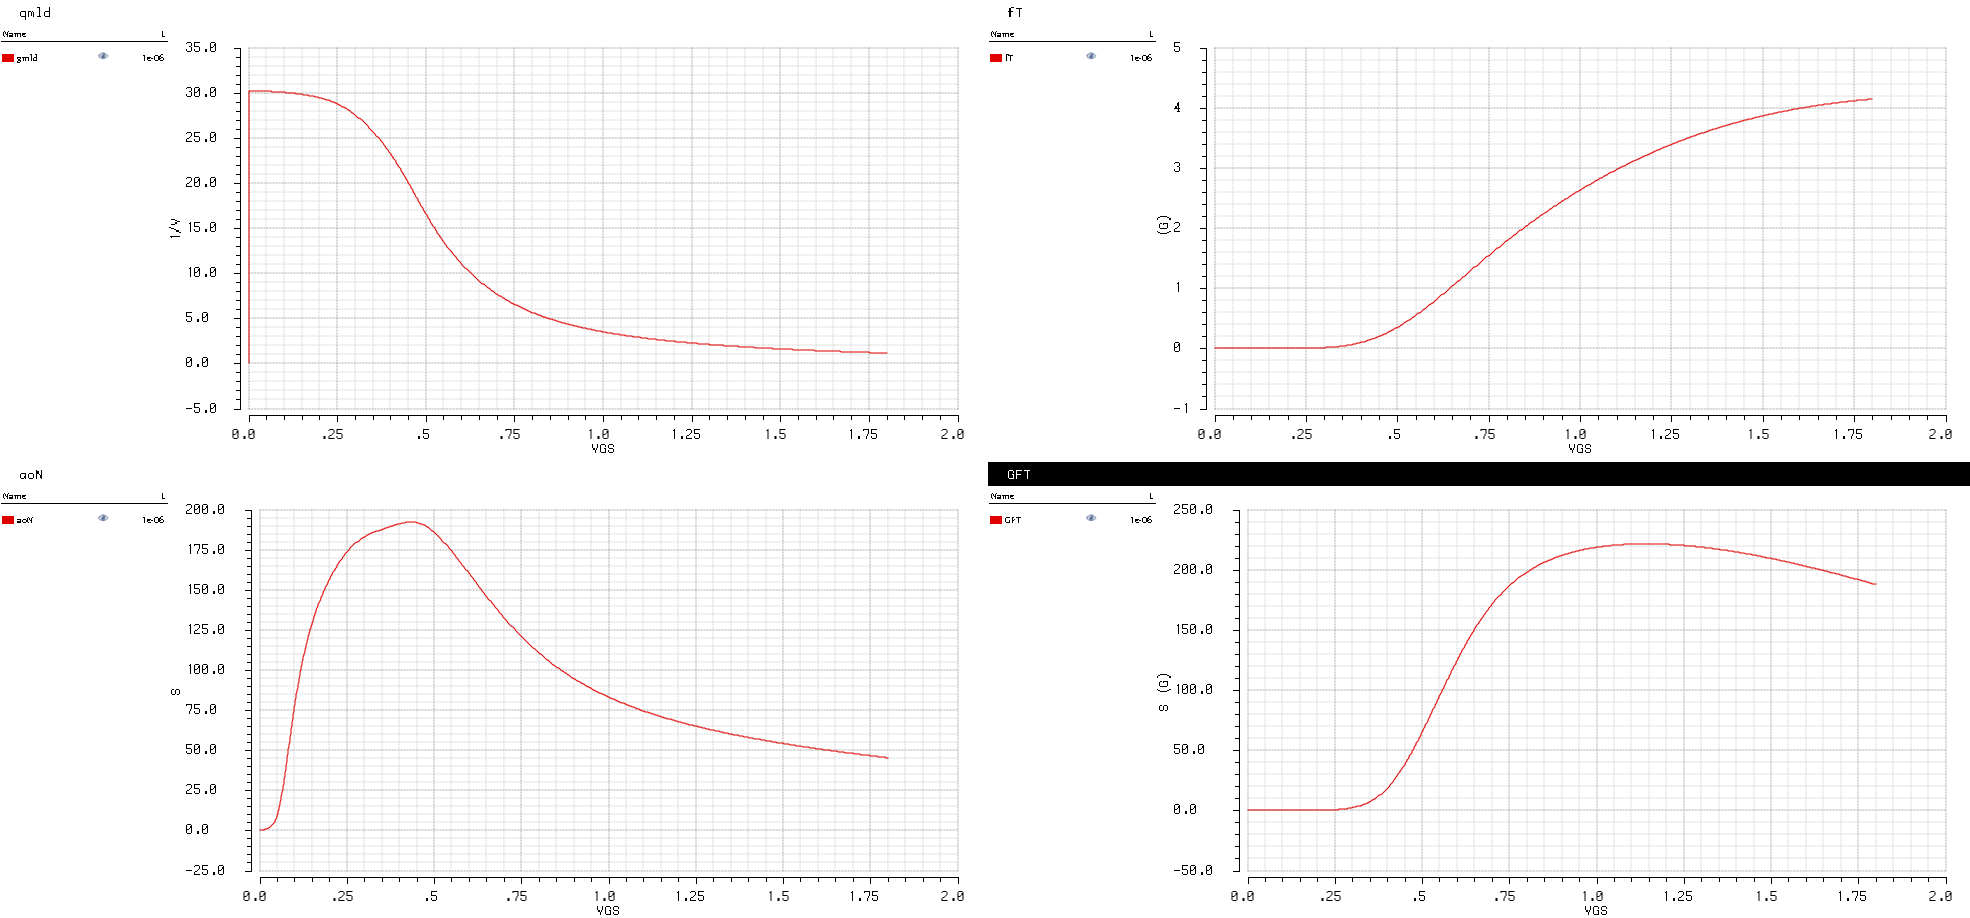 gmId
Name L
gmId 1e-06
35.0
30.0
25.0
20.0
15.0
10.0
5.0
0.0
-5.0
1/V
0.0 .25 .5 .75 1.0 1.25 1.5 1.75 2.0
VGS
fT
Name L
fT 1e-06
5
4
3
2
1
0
-1
(G)
0.0 .25 .5 .75 1.0 1.25 1.5 1.75 2.0
VGS
aoN
Name L
aoN 1e-06
200.0
175.0
150.0
125.0
100.0
75.0
50.0
25.0
0.0
-25.0
S
0.0 .25 .5 .75 1.0 1.25 1.5 1.75 2.0
VGS
GFT
Name L
GFT 1e-06
250.0
200.0
150.0
100.0
50.0
0.0
-50.0
S (G)
0.0 .25 .5 .75 1.0 1.25 1.5 1.75 2.0
VGS